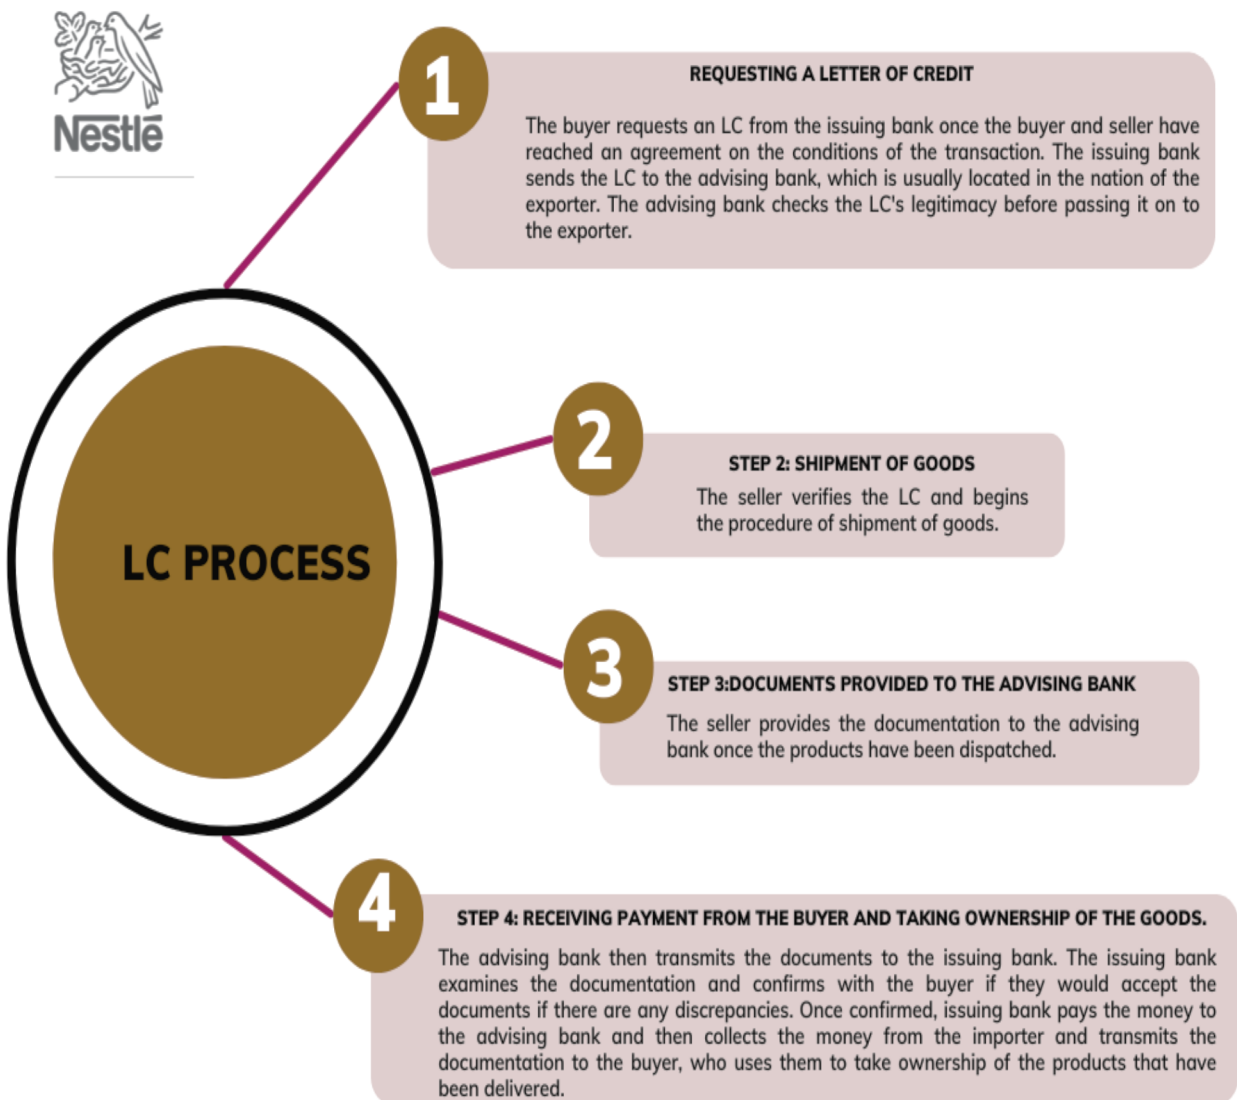 Nestlé
1
REQUESTING A LETTER OF CREDIT
The buyer requests an LC from the issuing bank once the buyer and seller have
reached an agreement on the conditions of the transaction. The issuing bank
sends the LC to the advising bank, which is usually located in the nation of the
exporter. The advising bank checks the LC's legitimacy before passing it on to
the exporter.
2
STEP 2: SHIPMENT OF GOODS
The seller verifies the LC and begins
the procedure of shipment of goods.
LC PROCESS
3
STEP 3:DOCUMENTS PROVIDED TO THE ADVISING BANK
The seller provides the documentation to the advising
bank once the products have been dispatched.
4
STEP 4: RECEIVING PAYMENT FROM THE BUYER AND TAKING OWNERSHIP OF THE GOODS.
The advising bank then transmits the documents to the issuing bank. The issuing bank
examines the documentation and confirms with the buyer if they would accept the
documents if there are any discrepancies. Once confirmed, issuing bank pays the money to
the advising bank and then collects the money from the importer and transmits the
documentation to the buyer, who uses them to take ownership of the products that have
been delivered.